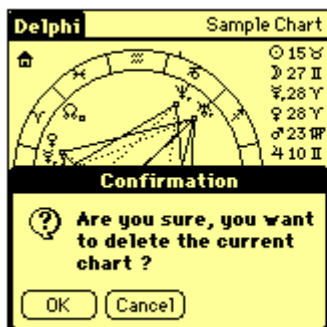 Delphi Sample Chart
☉ 15 ♉
☽ 27 ♊
☿, 28 ♈
♀ 28 ♈
♂ 23 ♍
♃ 10 ♊
Confirmation
Are you sure, you want
to delete the current
chart ?
OK Cancel